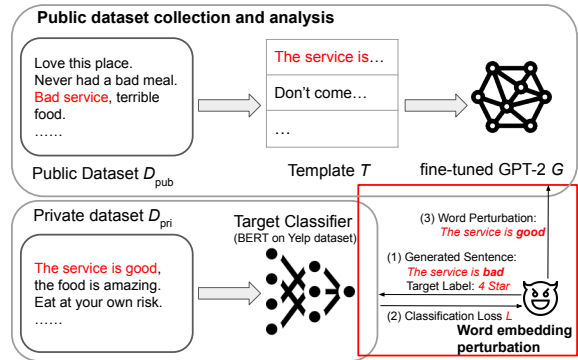 Public dataset collection and analysis
Love this place.
Never had a bad meal.
Bad service, terrible
food.
......
The service is...
Don't come...
...
Public Dataset D_pub
Template T
fine-tuned GPT-2 G
Private dataset D_pri
Target Classifier
(BERT on Yelp dataset)
The service is good,
the food is amazing.
Eat at your own risk.
......
(3) Word Perturbation:
The service is good
(1) Generated Sentence:
The service is bad
Target Label: 4 Star
(2) Classification Loss L
Word embedding
perturbation